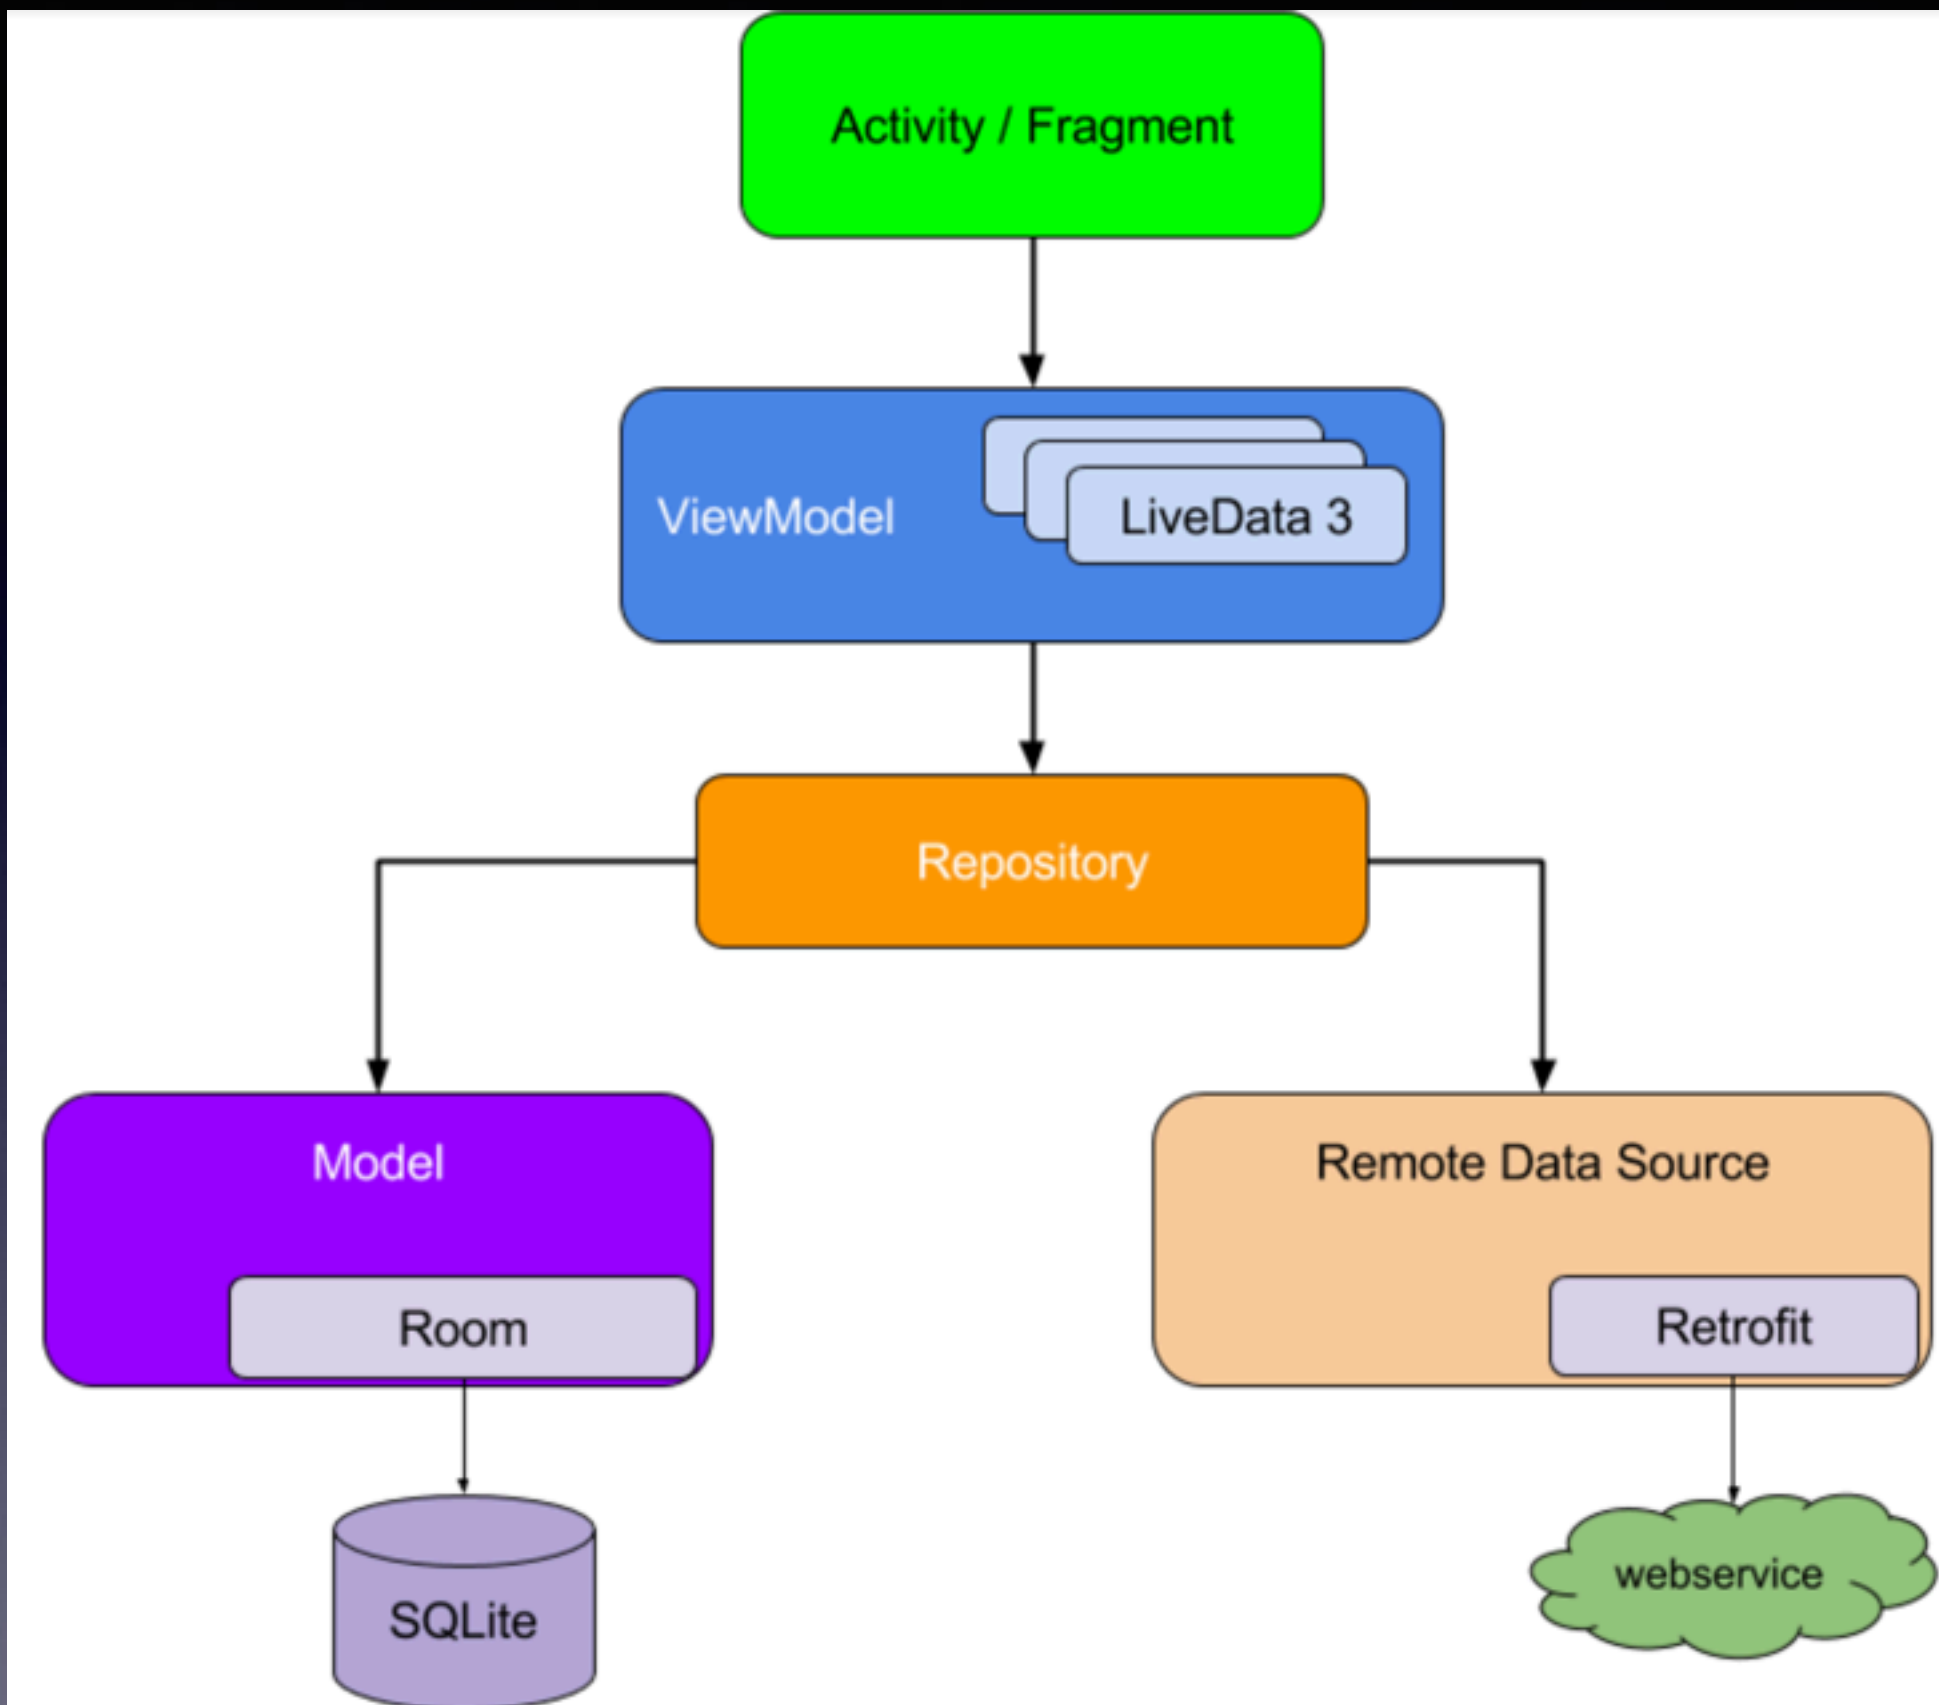 Activity / Fragment
ViewModel
LiveData 3
Repository
Model
Remote Data Source
Room
Retrofit
SQLite
webservice